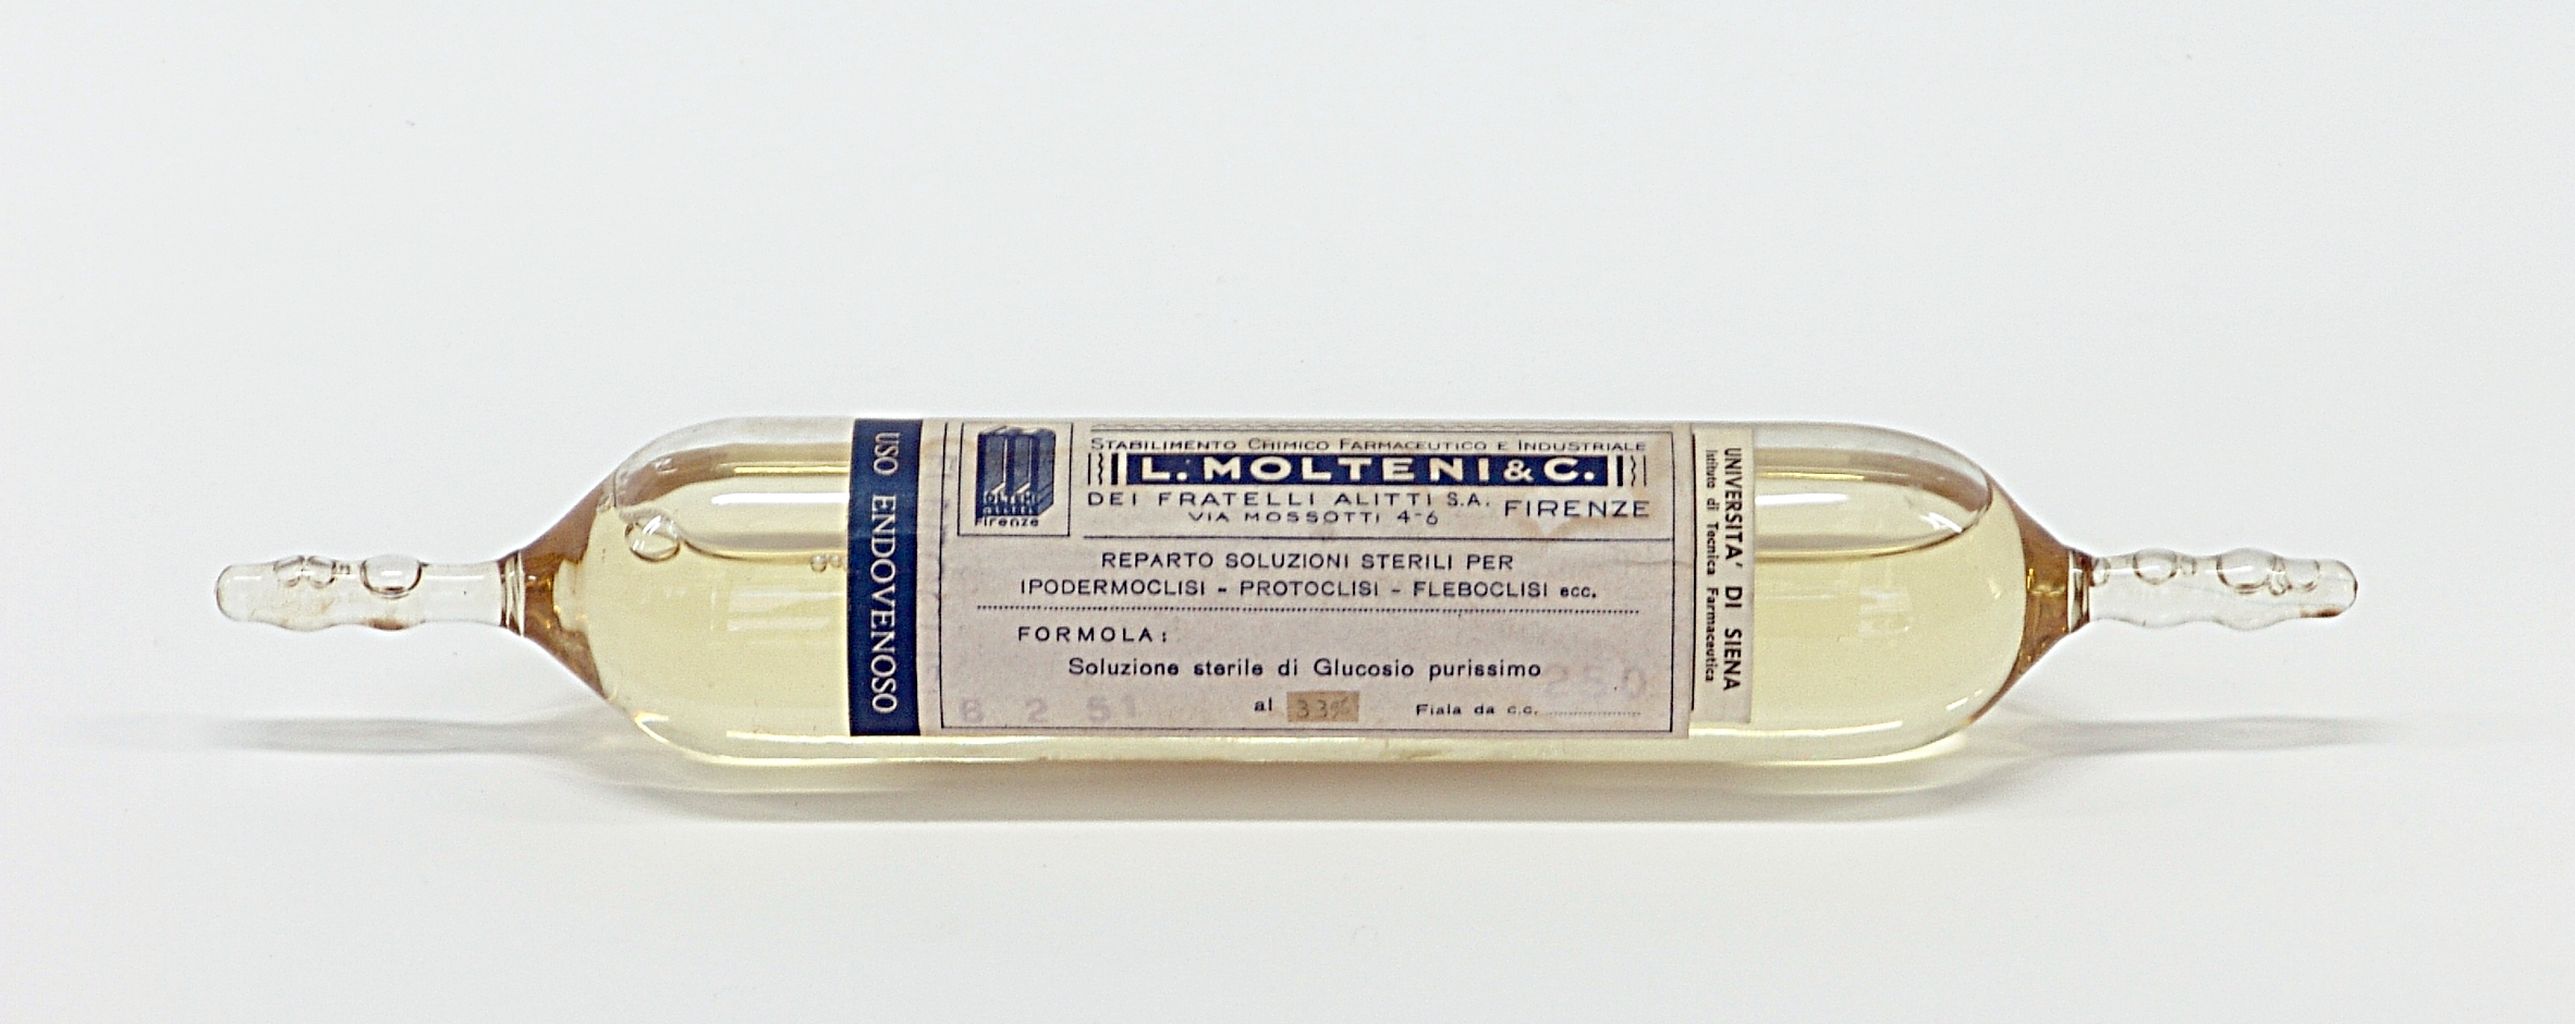 USO ENDOVENOSO
Firenze
STABILIMENTO CHIMICO FARMACEUTICO E INDUSTRIALE
L. MOLTENI & C.
DEI FRATELLI ALITTI S.A. FIRENZE
VIA MOSSOTTI 4-6
REPARTO SOLUZIONI STERILI PER
IPODERMOCLISI - PROTOCLISI - FLEBOCLISI ecc.
FORMOLA:
Soluzione sterile di Glucosio purissimo
250
B 2 51
al 33%
Fiala da c.c.
UNIVERSITA' DI SIENA
Istituto di Tecnica Farmaceutica